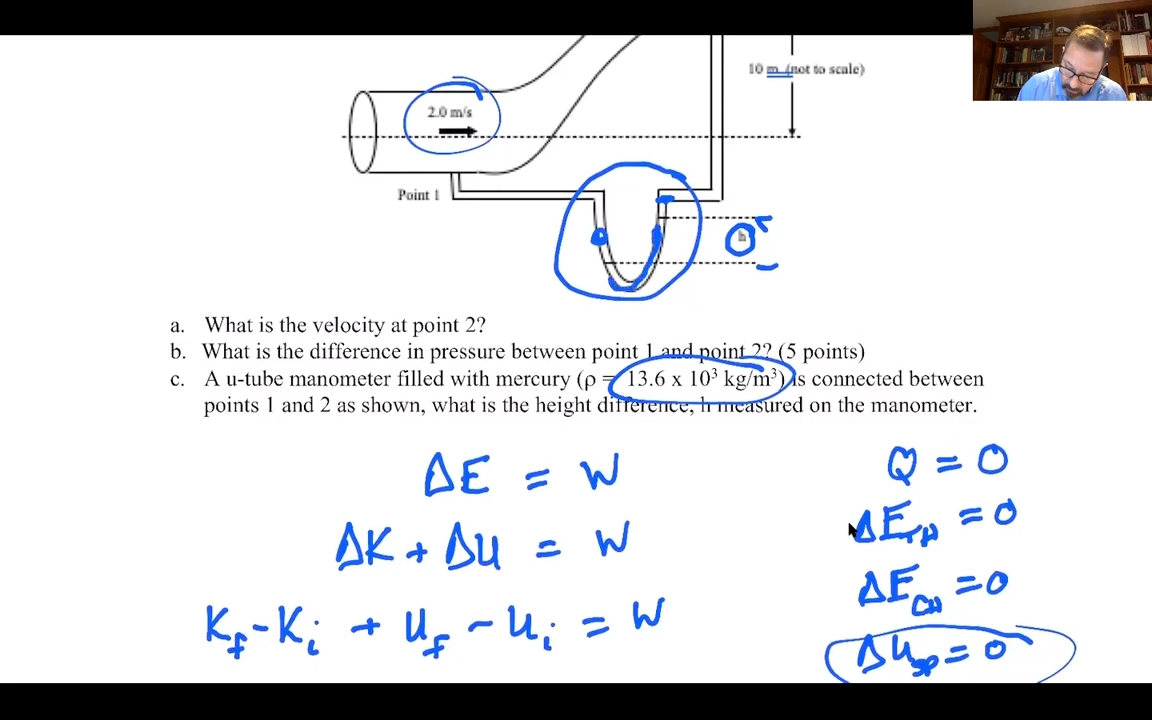 10 m (not to scale)
2.0 m/s
Point 1
h
a. What is the velocity at point 2?
b. What is the difference in pressure between point 1 and point 2? (5 points)
c. A u-tube manometer filled with mercury (ρ = 13.6 x 10³ kg/m³) is connected between
points 1 and 2 as shown, what is the height difference, h measured on the manometer.
ΔE = W
Q = 0
ΔK + ΔU = W
ΔE_TH = 0
ΔE_CH = 0
K_f - K_i + U_f - U_i = W
ΔU_SP = 0